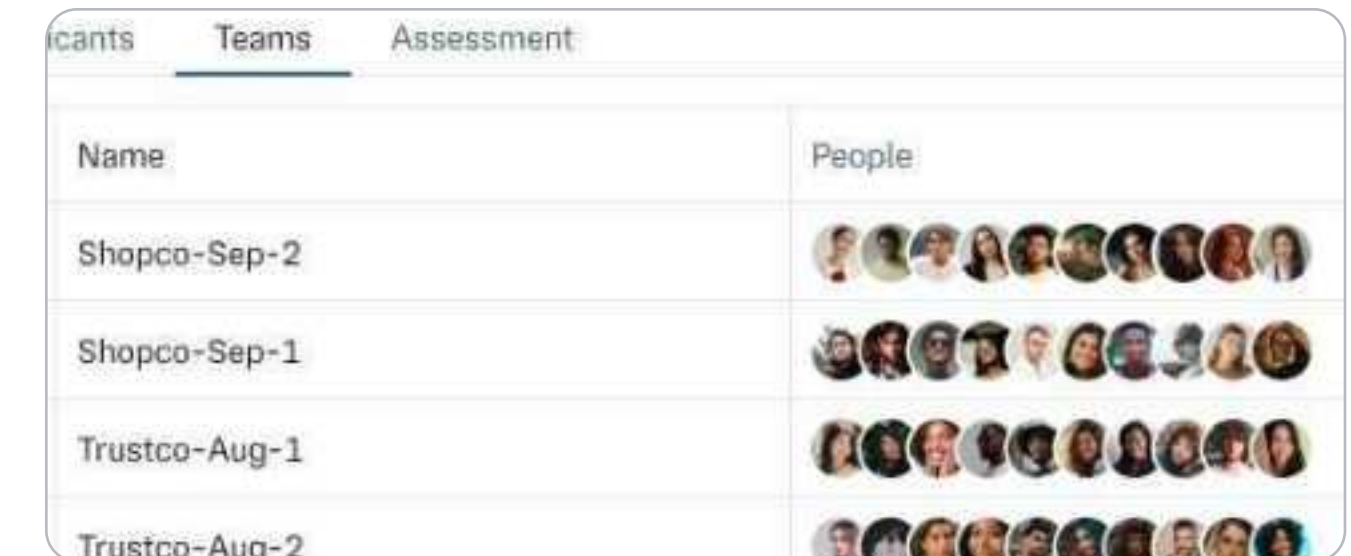 icants Teams Assessment
Name People
Shopco-Sep-2
Shopco-Sep-1
Trustco-Aug-1
Trustco-Aug-2